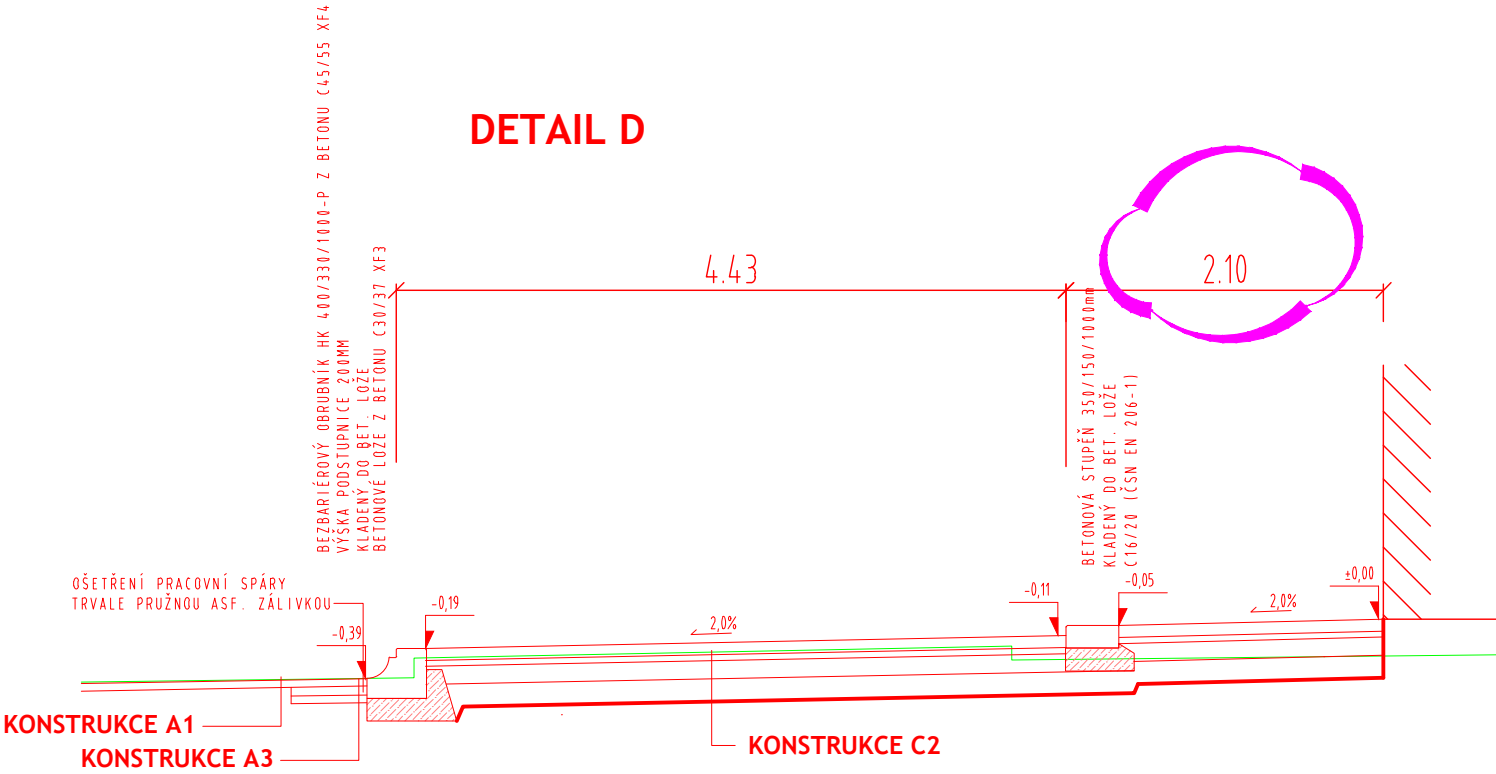 DETAIL D
BEZBARIÉROVÝ OBRUBNÍK HK 400/330/1000-P Z BETONU C45/55 XF4
VÝŠKA PODSTUPNICE 200MM
KLADENÝ DO BET. LOŽE
BETONOVÉ LOŽE Z BETONU C30/37 XF3
4.43
2.10
BETONOVÁ STUPEŇ 350/150/1000mm
KLADENÝ DO BET. LOŽE
C16/20 (ČSN EN 206-1)
OŠETŘENÍ PRACOVNÍ SPÁRY
TRVALE PRUŽNOU ASF. ZÁLIVKOU
-0,39
-0,19
2,0%
-0,11
-0,05
2,0%
±0,00
KONSTRUKCE A1
KONSTRUKCE A3
KONSTRUKCE C2